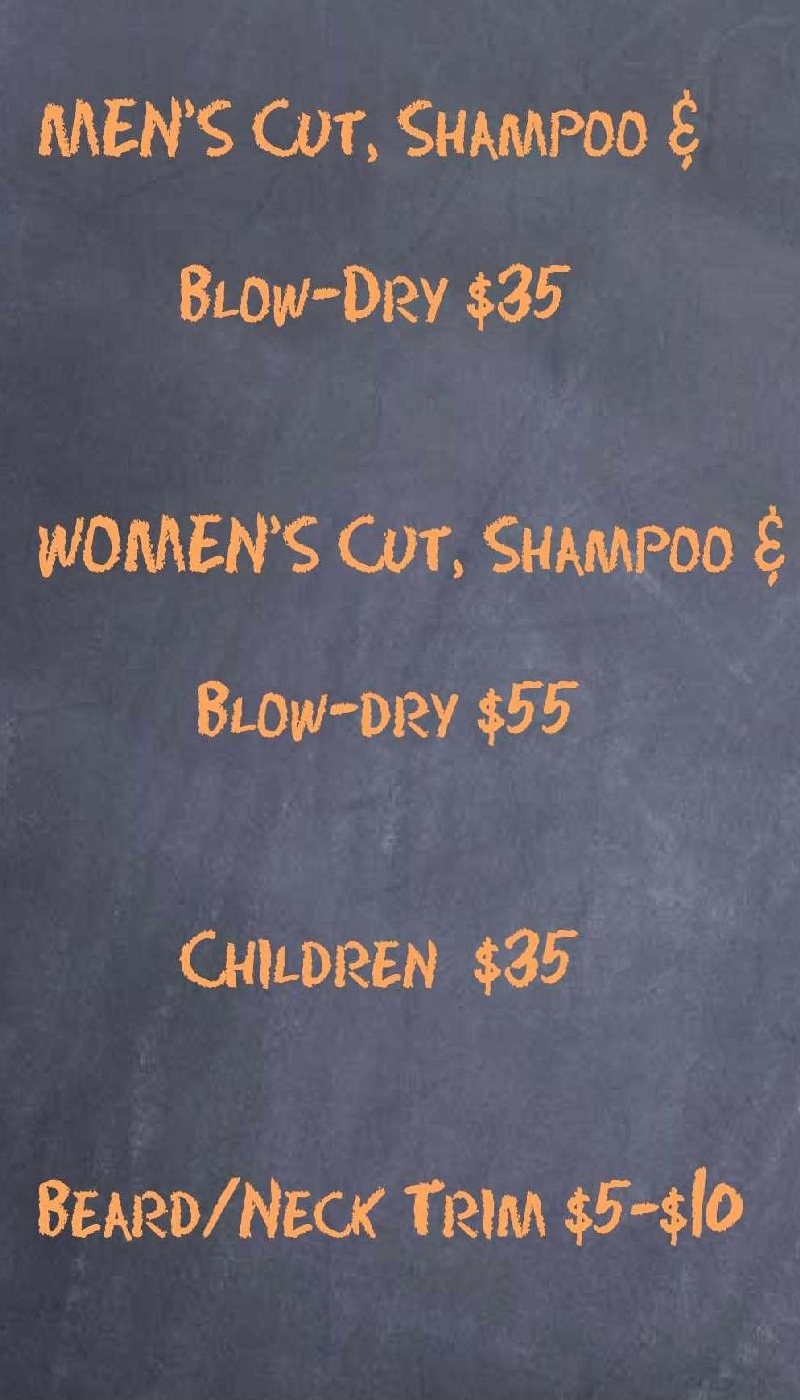 Men's Cut, Shampoo &
Blow-Dry $35
Women's Cut, Shampoo &
Blow-dry $55
Children $35
Beard/Neck Trim $5-$10